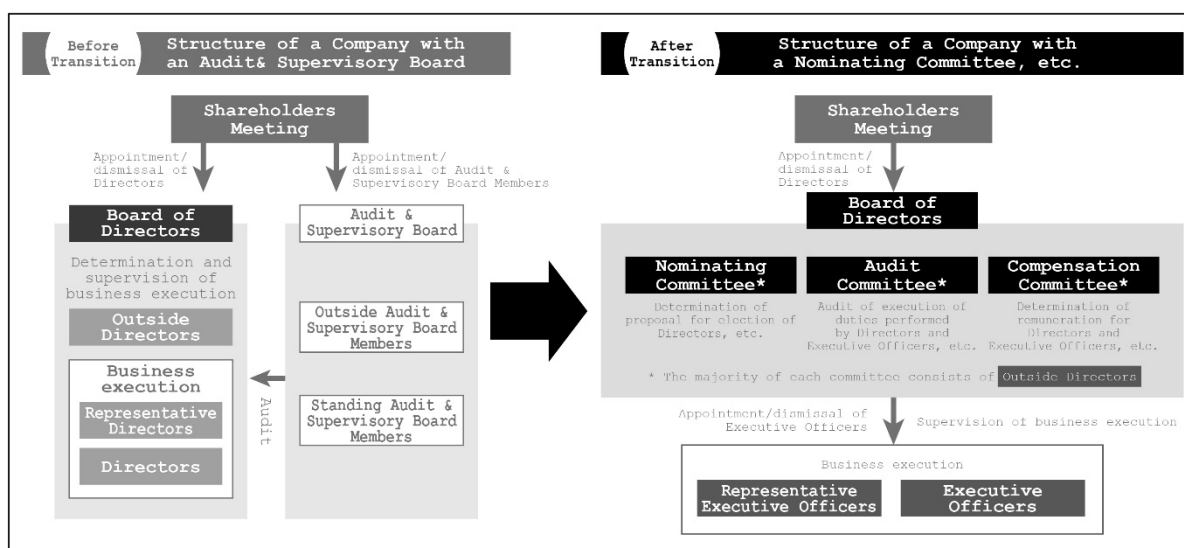 Before
Transition
Structure of a Company with
an Audit& Supervisory Board
Shareholders
Meeting
Appointment/
dismissal of
Directors
Appointment/
dismissal of Audit &
Supervisory Board Members
Board of
Directors
Determination and
supervision of
business execution
Outside
Directors
Business
execution
Representative
Directors
Directors
Audit
Audit &
Supervisory Board
Outside Audit &
Supervisory Board
Members
Standing Audit &
Supervisory Board
Members
After
Transition
Structure of a Company with
a Nominating Committee, etc.
Shareholders
Meeting
Appointment/
dismissal of
Directors
Board of
Directors
Nominating
Committee*
Determination of
proposal for election of
Directors, etc.
Audit
Committee*
Audit of execution of
duties performed
by Directors and
Executive Officers, etc.
Compensation
Committee*
Determination of
remuneration for
Directors and
Executive Officers, etc.
* The majority of each committee consists of Outside Directors
Appointment/dismissal of
Executive Officers
Supervision of business execution
Business execution
Representative
Executive Officers
Executive
Officers